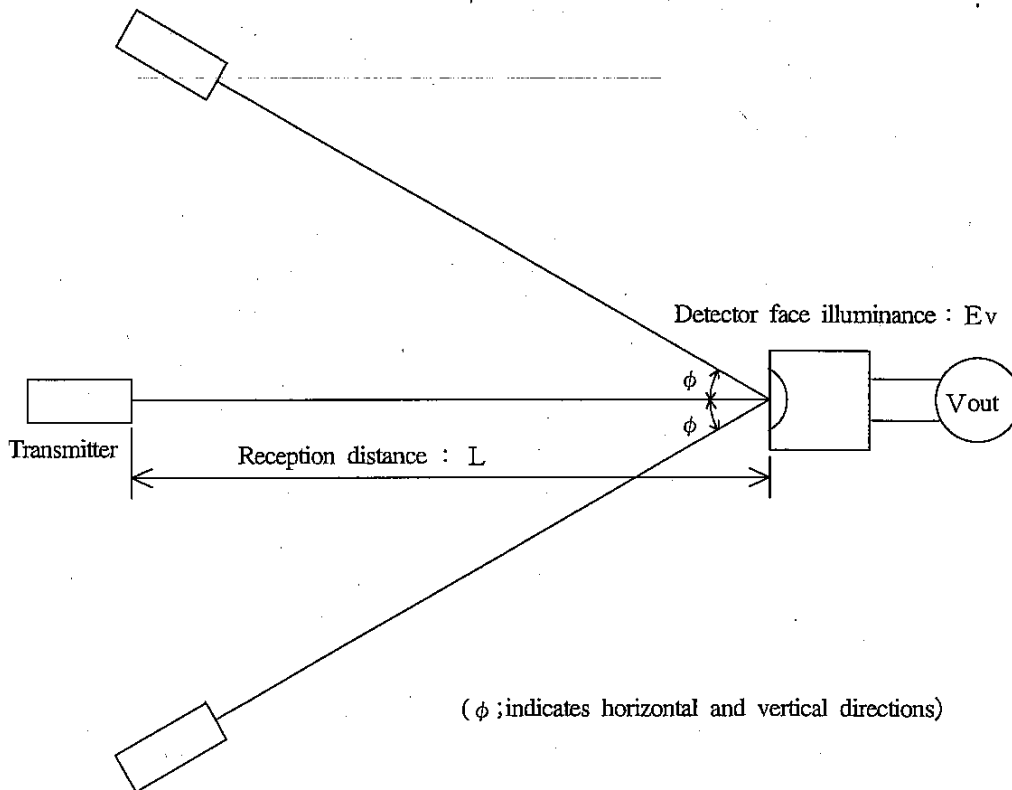 Detector face illuminance : Ev
ϕ
Vout
ϕ
Transmitter
Reception distance : L
(ϕ ;indicates horizontal and vertical directions)